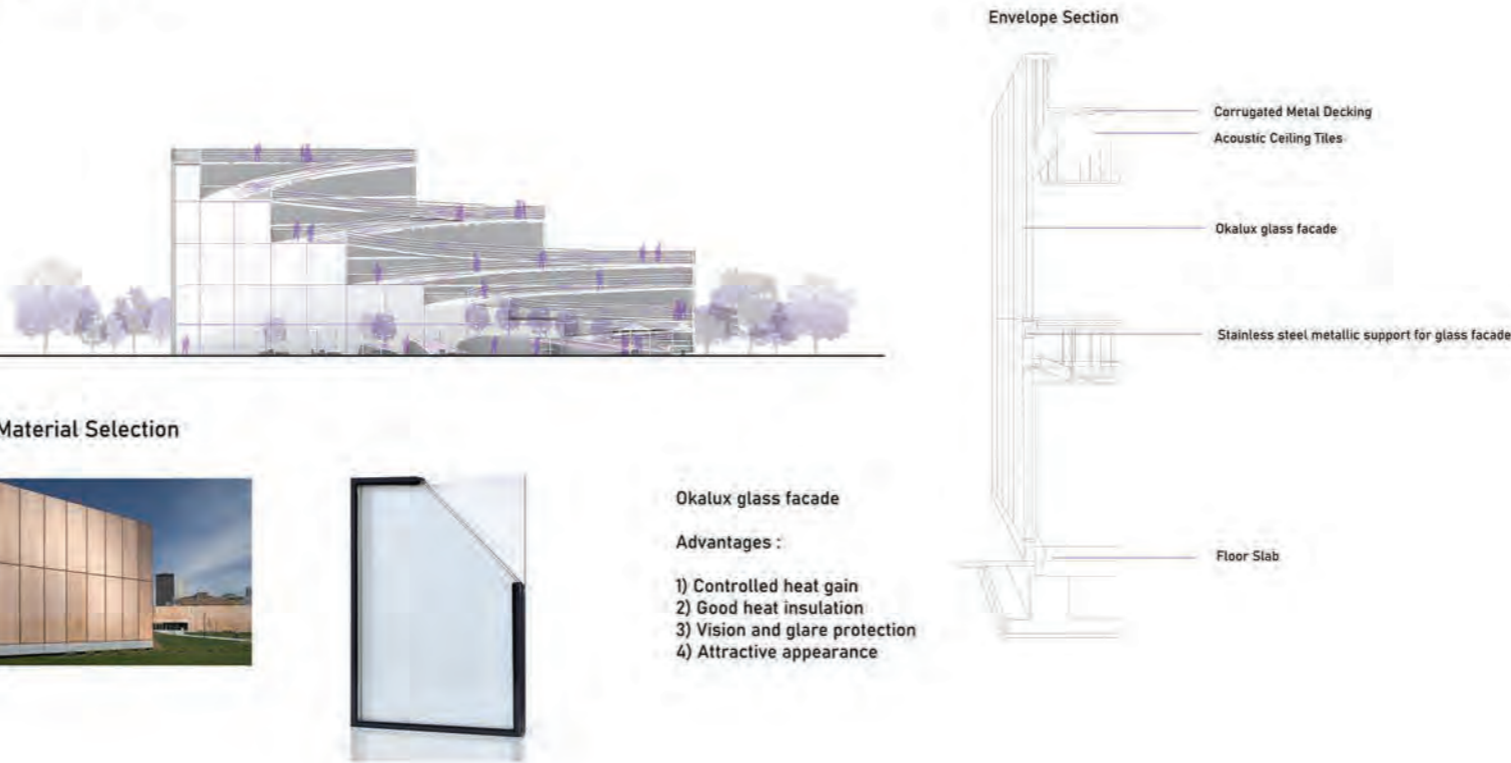 Envelope Section
Corrugated Metal Decking
Acoustic Ceiling Tiles
Okalux glass facade
Stainless steel metallic support for glass facade
Floor Slab
Material Selection
Okalux glass facade
Advantages :
1) Controlled heat gain
2) Good heat insulation
3) Vision and glare protection
4) Attractive appearance